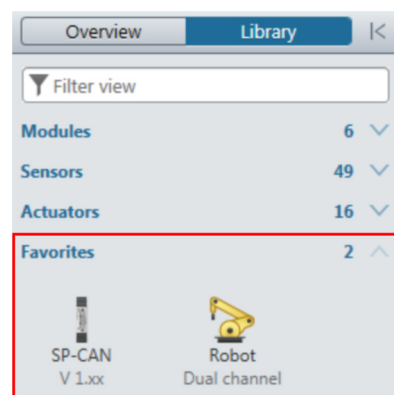 Overview Library
Filter view
Modules 6
Sensors 49
Actuators 16
Favorites 2
SP-CAN Robot
V 1.xx Dual channel